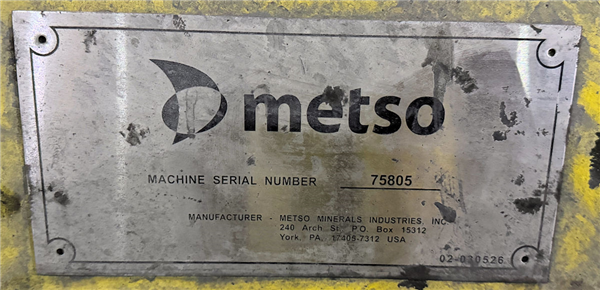 metso
MACHINE SERIAL NUMBER 75805
MANUFACTURER - METSO MINERALS INDUSTRIES, INC.
240 Arch St. P.O. Box 15312
York, PA, 17405-7312 USA
02-030526